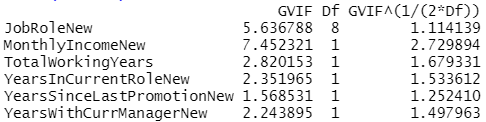 GVIF Df GVIF^(1/(2*Df))
JobRoleNew 5.636788 8 1.114139
MonthlyIncomeNew 7.452321 1 2.729894
TotalWorkingYears 2.820153 1 1.679331
YearsInCurrentRoleNew 2.351965 1 1.533612
YearsSinceLastPromotionNew 1.568531 1 1.252410
YearsWithCurrManagerNew 2.243895 1 1.497963